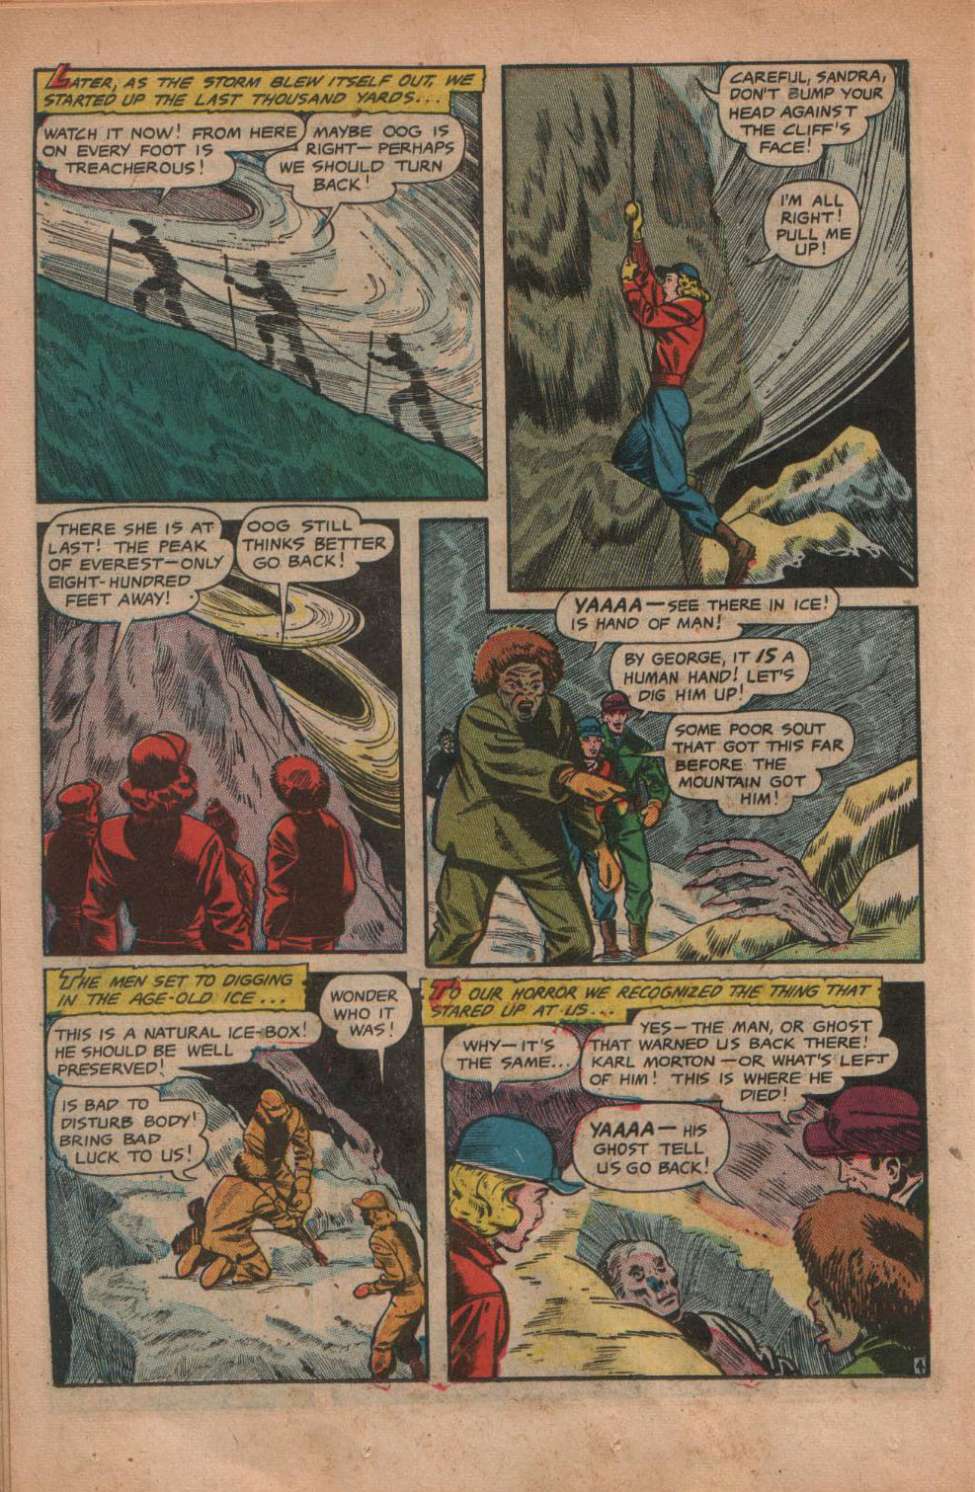 LATER, AS THE STORM BLEW ITSELF OUT, WE
STARTED UP THE LAST THOUSAND YARDS...
WATCH IT NOW! FROM HERE
ON EVERY FOOT IS
TREACHEROUS!
MAYBE OOG IS
RIGHT—PERHAPS
WE SHOULD TURN
BACK!
CAREFUL, SANDRA,
DON'T BUMP YOUR
HEAD AGAINST
THE CLIFF'S
FACE!
I'M ALL
RIGHT!
PULL ME
UP!
THERE SHE IS AT
LAST! THE PEAK
OF EVEREST—ONLY
EIGHT-HUNDRED
FEET AWAY!
OOG STILL
THINKS BETTER
GO BACK!
YAAAA—SEE THERE IN ICE!
IS HAND OF MAN!
BY GEORGE, IT IS A
HUMAN HAND! LET'S
DIG HIM UP!
SOME POOR SOUT
THAT GOT THIS FAR
BEFORE THE
MOUNTAIN GOT
HIM!
THE MEN SET TO DIGGING
IN THE AGE-OLD ICE...
THIS IS A NATURAL ICE-BOX!
HE SHOULD BE WELL
PRESERVED!
WONDER
WHO IT
WAS!
IS BAD TO
DISTURB BODY!
BRING BAD
LUCK TO US!
TO OUR HORROR WE RECOGNIZED THE THING THAT
STARED UP AT US...
WHY—IT'S
THE SAME...
YES—THE MAN, OR GHOST
THAT WARNED US BACK THERE!
KARL MORTON—OR WHAT'S LEFT
OF HIM! THIS IS WHERE HE
DIED!
YAAAA—HIS
GHOST TELL
US GO BACK!
4